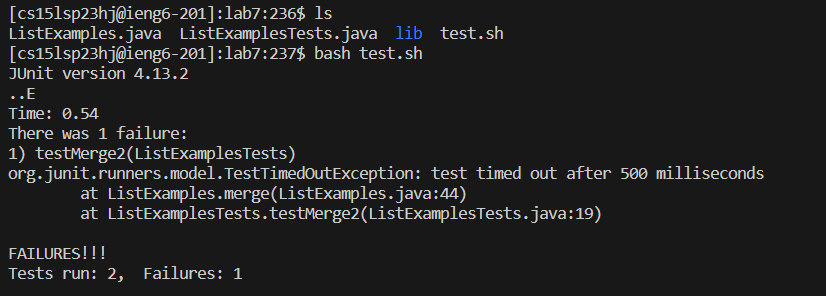 [cs15lsp23hj@ieng6-201]:lab7:236$ ls
ListExamples.java  ListExamplesTests.java  lib  test.sh
[cs15lsp23hj@ieng6-201]:lab7:237$ bash test.sh
JUnit version 4.13.2
..E
Time: 0.54
There was 1 failure:
1) testMerge2(ListExamplesTests)
org.junit.runners.model.TestTimedOutException: test timed out after 500 milliseconds
        at ListExamples.merge(ListExamples.java:44)
        at ListExamplesTests.testMerge2(ListExamplesTests.java:19)

FAILURES!!!
Tests run: 2,  Failures: 1